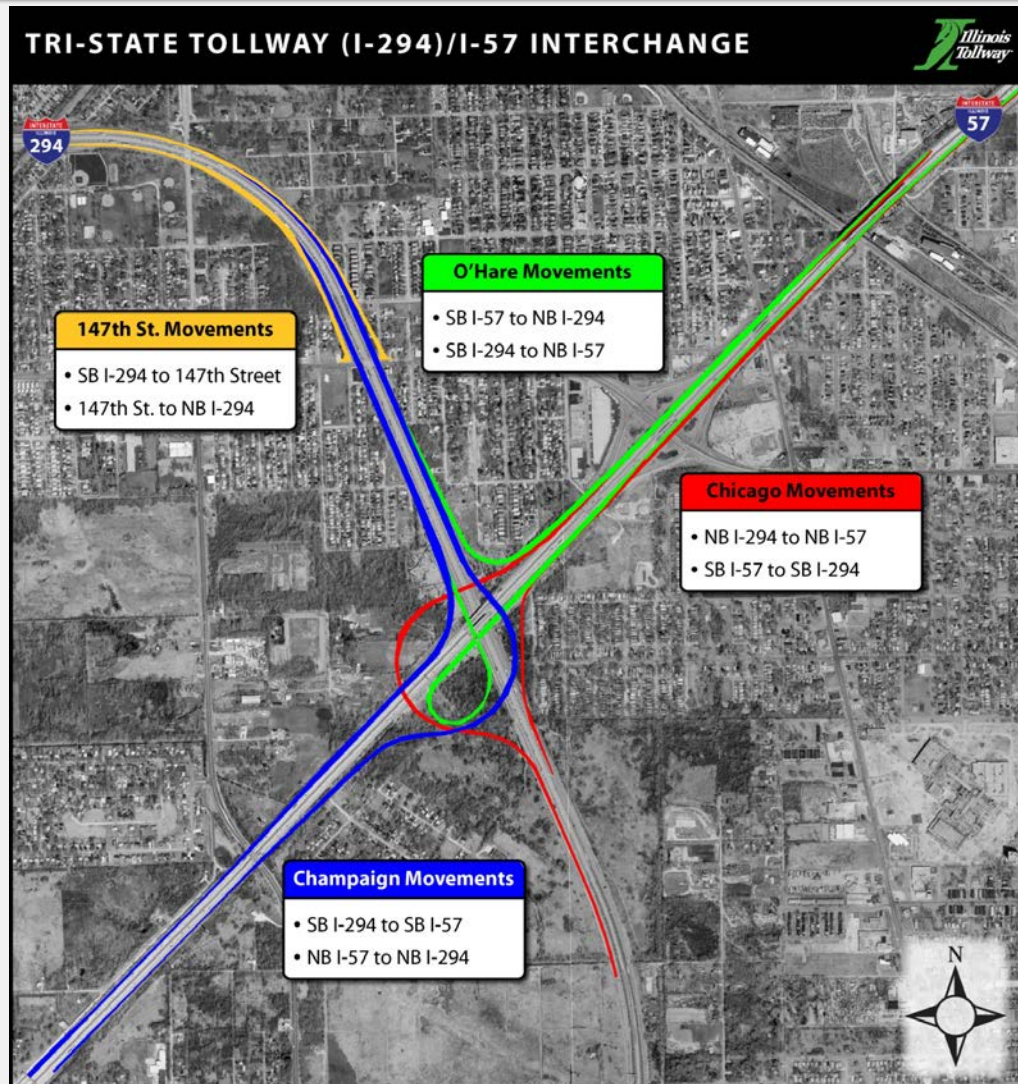 TRI-STATE TOLLWAY (I-294)/I-57 INTERCHANGE
Illinois
Tollway
INTERSTATE
ILLINOIS
294
INTERSTATE
ILLINOIS
57
O'Hare Movements
• SB I-57 to NB I-294
• SB I-294 to NB I-57
147th St. Movements
• SB I-294 to 147th Street
• 147th St. to NB I-294
Chicago Movements
• NB I-294 to NB I-57
• SB I-57 to SB I-294
Champaign Movements
• SB I-294 to SB I-57
• NB I-57 to NB I-294
N